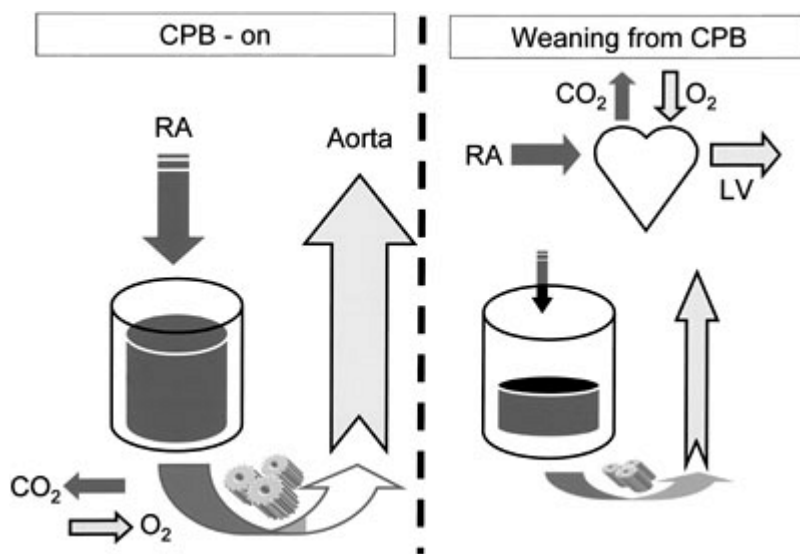 CPB - on
RA
Aorta
CO₂
O₂
Weaning from CPB
CO₂
O₂
RA
LV